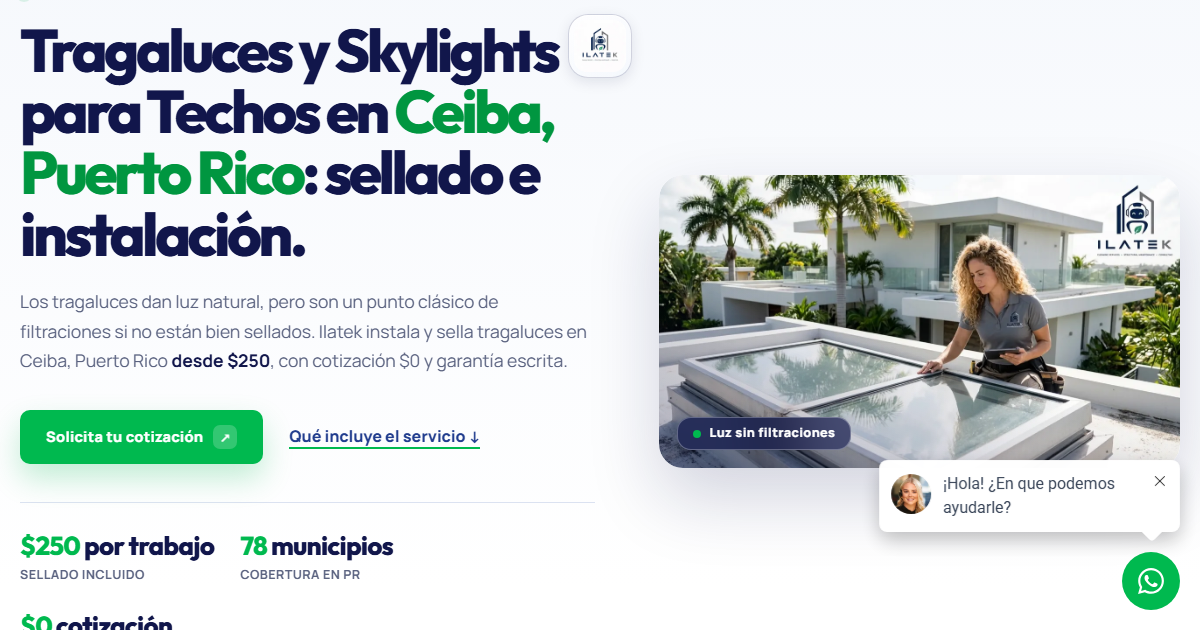 Tragaluces y Skylights
para Techos en Ceiba,
Puerto Rico: sellado e
instalación.
ILATEK
Los tragaluces dan luz natural, pero son un punto clásico de
filtraciones si no están bien sellados. Ilatek instala y sella tragaluces en
Ceiba, Puerto Rico desde $250, con cotización $0 y garantía escrita.
Solicita tu cotización ↗
Qué incluye el servicio ↓
$250 por trabajo
SELLADO INCLUIDO
78 municipios
COBERTURA EN PR
$0 cotización
ILATEK
Luz sin filtraciones
¡Hola! ¿En que podemos
ayudarle?